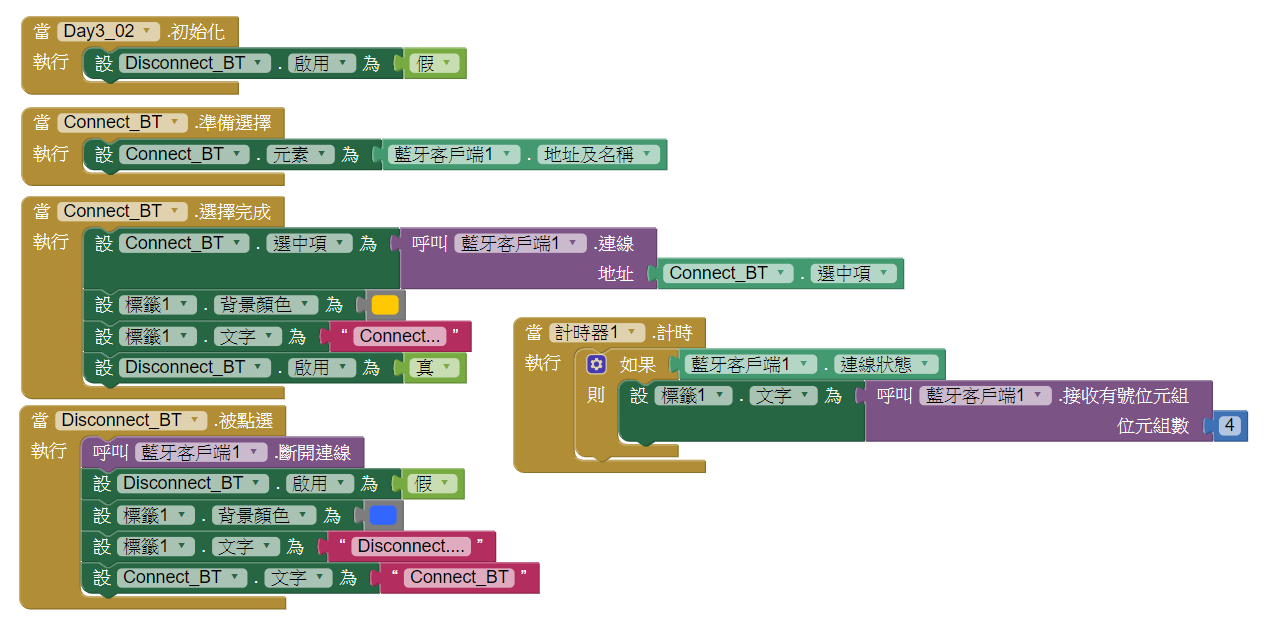 當 Day3_02 .初始化
執行 設 Disconnect_BT . 啟用 為 假
當 Connect_BT .準備選擇
執行 設 Connect_BT . 元素 為 藍牙客戶端1 . 地址及名稱
當 Connect_BT .選擇完成
執行 設 Connect_BT . 選中項 為 呼叫 藍牙客戶端1 .連線
地址 Connect_BT . 選中項
設 標籤1 . 背景顏色 為
設 標籤1 . 文字 為 “ Connect... ”
設 Disconnect_BT . 啟用 為 真
當 Disconnect_BT .被點選
執行 呼叫 藍牙客戶端1 .斷開連線
設 Disconnect_BT . 啟用 為 假
設 標籤1 . 背景顏色 為
設 標籤1 . 文字 為 “ Disconnect.... ”
設 Connect_BT . 文字 為 “ Connect_BT ”
當 計時器1 .計時
執行 如果 藍牙客戶端1 . 連線狀態
則 設 標籤1 . 文字 為 呼叫 藍牙客戶端1 .接收有號位元組
位元組數 4